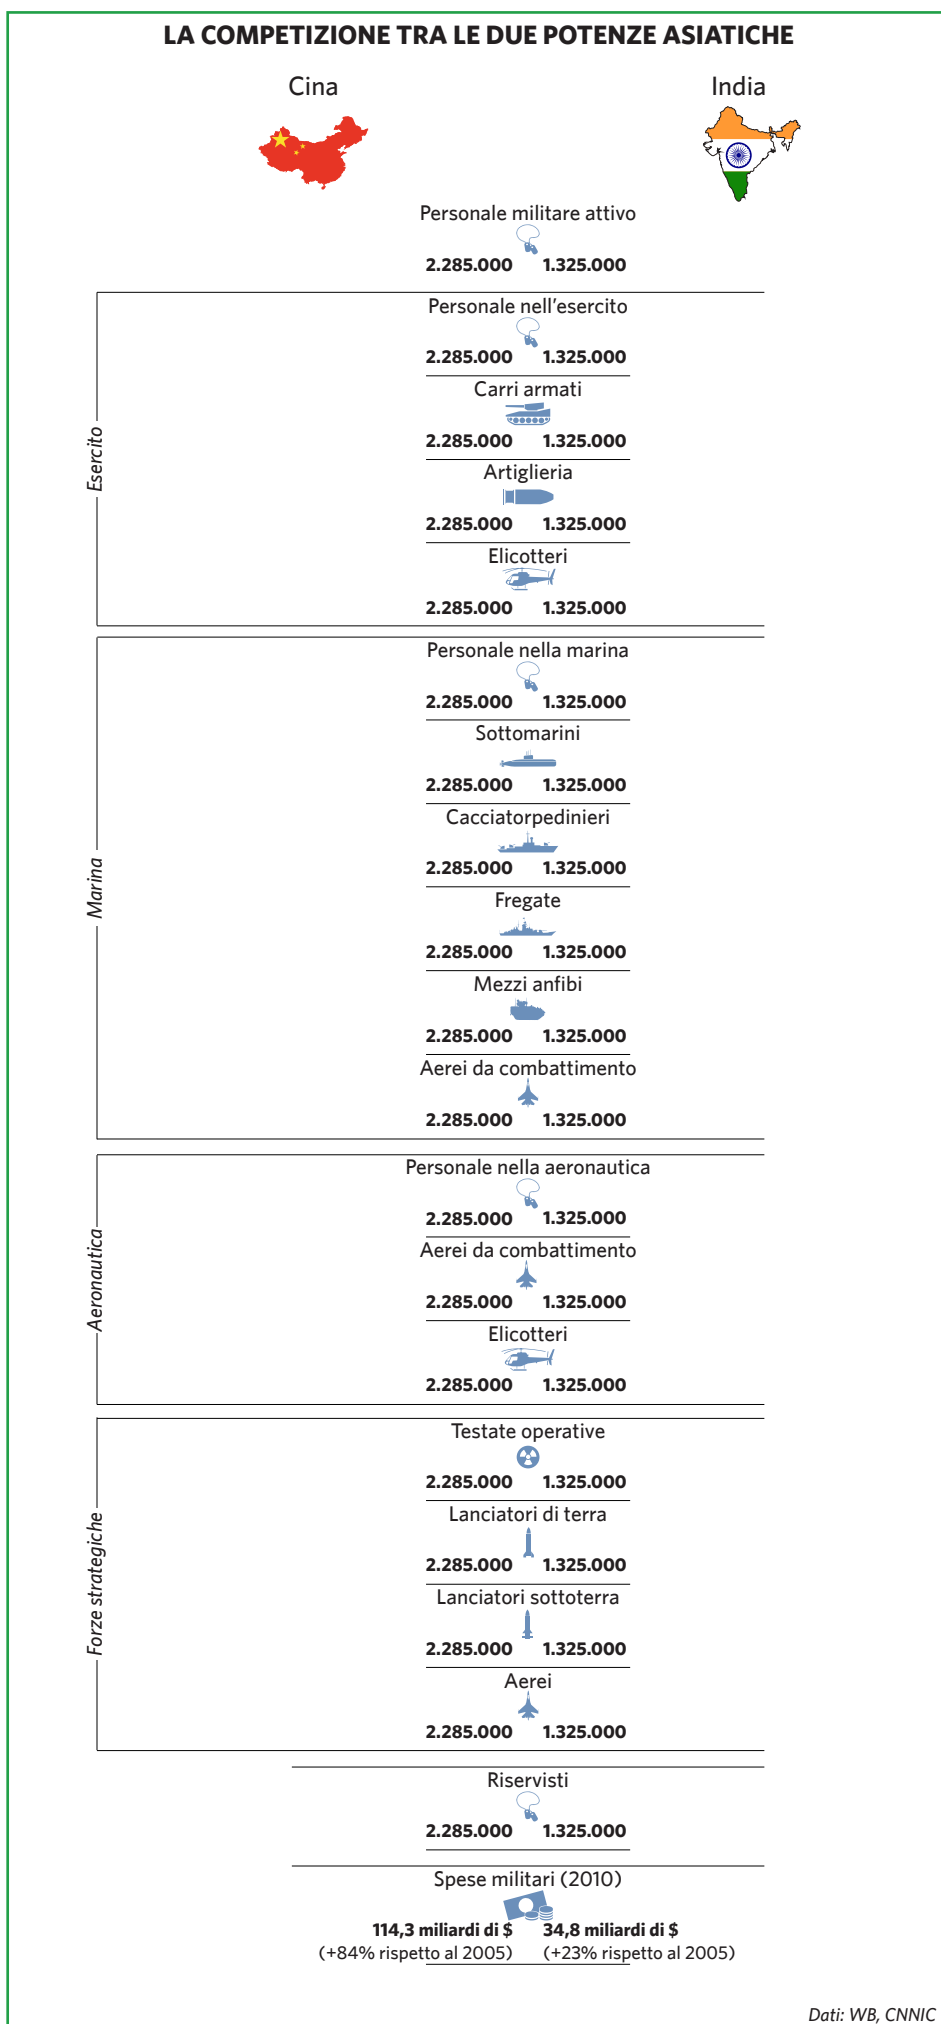 LA COMPETIZIONE TRA LE DUE POTENZE ASIATICHE
Cina India
Personale militare attivo
2.285.000 1.325.000
Esercito
Personale nell'esercito
2.285.000 1.325.000
Carri armati
2.285.000 1.325.000
Artiglieria
2.285.000 1.325.000
Elicotteri
2.285.000 1.325.000
Marina
Personale nella marina
2.285.000 1.325.000
Sottomarini
2.285.000 1.325.000
Cacciatorpedinieri
2.285.000 1.325.000
Fregate
2.285.000 1.325.000
Mezzi anfibi
2.285.000 1.325.000
Aerei da combattimento
2.285.000 1.325.000
Aeronautica
Personale nella aeronautica
2.285.000 1.325.000
Aerei da combattimento
2.285.000 1.325.000
Elicotteri
2.285.000 1.325.000
Forze strategiche
Testate operative
2.285.000 1.325.000
Lanciatori di terra
2.285.000 1.325.000
Lanciatori sottoterra
2.285.000 1.325.000
Aerei
2.285.000 1.325.000
Riservisti
2.285.000 1.325.000
Spese militari (2010)
114,3 miliardi di $ 34,8 miliardi di $
(+84% rispetto al 2005) (+23% rispetto al 2005)
Dati: WB, CNNIC